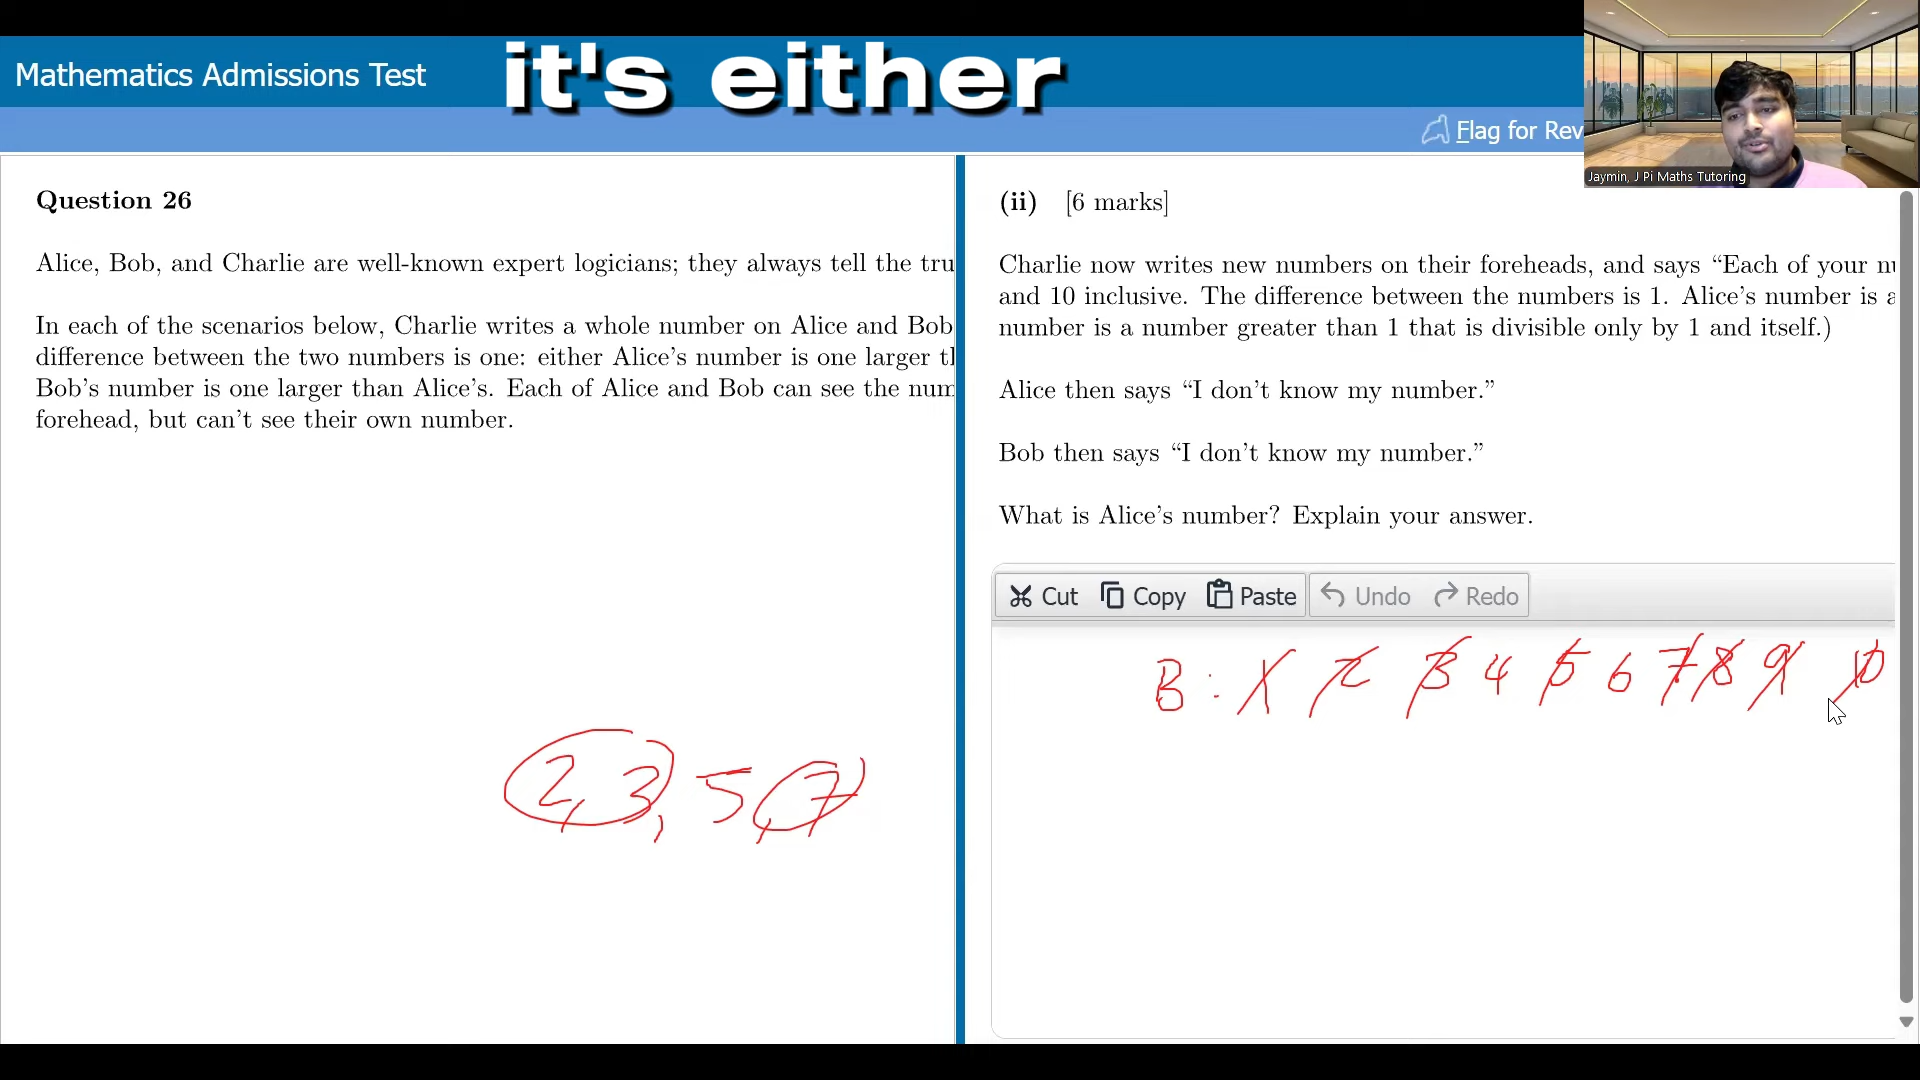 Mathematics Admissions Test
it's either
Flag for Rev
Jaymin, J Pi Maths Tutoring
Question 26
Alice, Bob, and Charlie are well-known expert logicians; they always tell the tru
In each of the scenarios below, Charlie writes a whole number on Alice and Bob
difference between the two numbers is one: either Alice's number is one larger th
Bob's number is one larger than Alice's. Each of Alice and Bob can see the num
forehead, but can't see their own number.
2, 3, 5, 7
(ii) [6 marks]
Charlie now writes new numbers on their foreheads, and says “Each of your nu
and 10 inclusive. The difference between the numbers is 1. Alice's number is a
number is a number greater than 1 that is divisible only by 1 and itself.)
Alice then says “I don't know my number.”
Bob then says “I don't know my number.”
What is Alice's number? Explain your answer.
Cut Copy Paste Undo Redo
B : 1 2 3 4 5 6 7 8 9 10